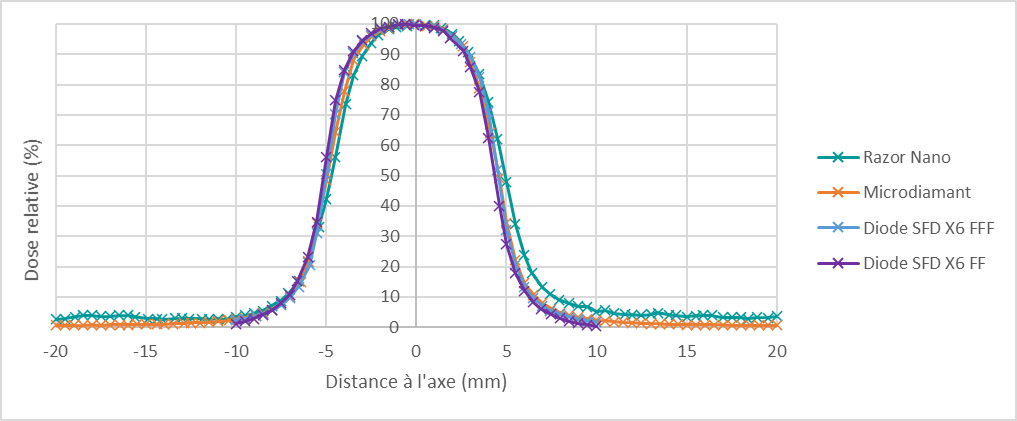 100
90
80
70
60
50
40
30
20
10
0
Dose relative (%)
-20 -15 -10 -5 0 5 10 15 20
Distance à l'axe (mm)
Razor Nano
Microdiamant
Diode SFD X6 FFF
Diode SFD X6 FF